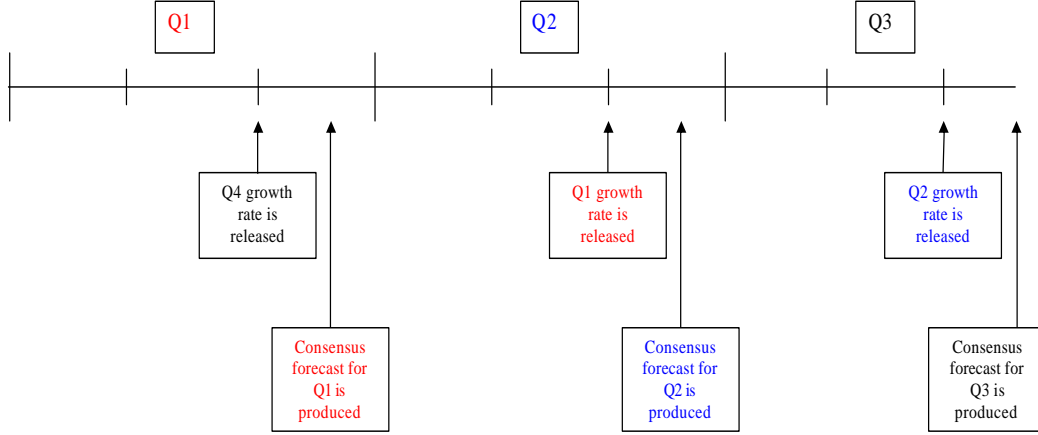 Q1
Q2
Q3
Q4 growth
rate is
released
Q1 growth
rate is
released
Q2 growth
rate is
released
Consensus
forecast for
Q1 is
produced
Consensus
forecast for
Q2 is
produced
Consensus
forecast for
Q3 is
produced